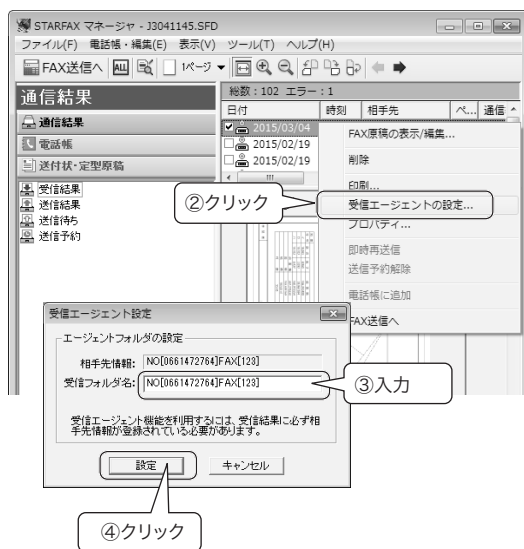 STARFAX マネージャ - J3041145.SFD
ファイル(F) 電話帳・編集(E) 表示(V) ツール(T) ヘルプ(H)
FAX送信へ ALL 1ページ
通信結果
総数：102 エラー：1
日付 時刻 相手先 ペ... 通信
通信結果
電話帳
送付状・定型原稿
受信結果
送信結果
送信待ち
送信予約
2015/03/04
2015/02/19
2015/02/19
FAX原稿の表示/編集...
削除
印刷...
受信エージェントの設定...
プロパティ...
即時再送信
送信予約解除
電話帳に追加
FAX送信へ
②クリック
受信エージェント設定
エージェントフォルダの設定
相手先情報: NO[0661472764]FAX[123]
受信フォルダ名: NO[0661472764]FAX[123]
③入力
受信エージェント機能を利用するには、受信結果に必ず相
手先情報が登録されている必要があります。
設定 キャンセル
④クリック